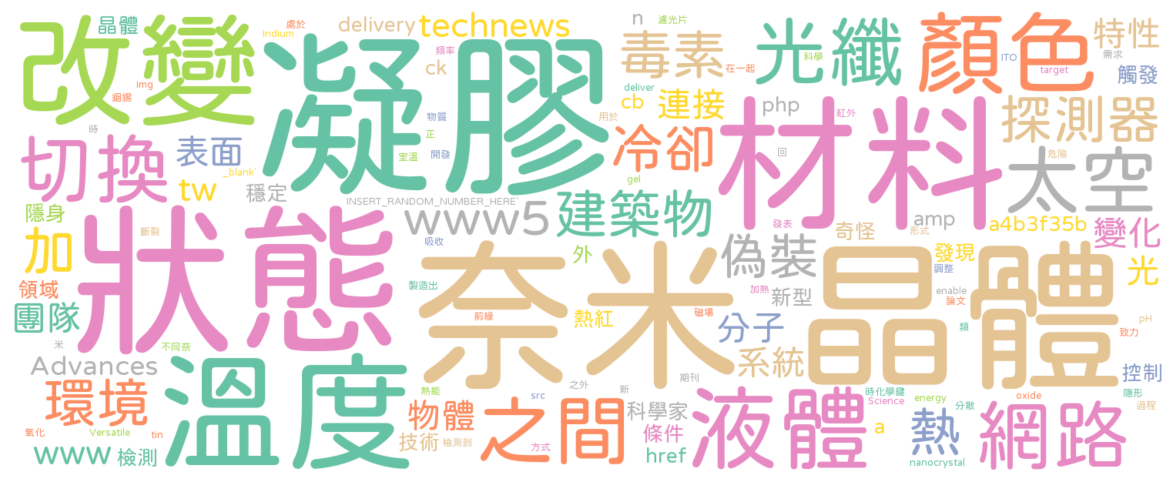 晶體
處於
delivery
technews
n
濾光片
光纖
顏色
特性
改變
凝膠
indium
頻率
ck
毒素
在一起
科學
ITO
需求
target
觸發
img
銦錫
物質
deliver
cb
連接
php
紅外
探測器
時
切換
表面
正
室溫
開發
用於
冷卻
材料
回
危險
太空
_blank'
tw
穩定
gel
INSERT_RANDOM_NUMBER_HERE
隱身
www5
建築物
發表
amp
a4b3f35b
加
斷裂
狀態
吸收
外
偽裝
奇怪
形式
發現
變化
領域
製造出
奈米
加熱
新型
晶體
調整
光
enable
論文
團隊
前緣
熱紅
磁場
分子
類
pH
致力
米
不同奈
Advances
溫度
系統
控制
環境
熱能
之外
新
期刊
液體
時化學鍵
energy
oxide
隱形
氧化
Versatile
tin
物體
src
之間
科學家
Science
a
分散
過程
www
檢測
技術
檢測到
方式
條件
href
熱
nanocrystal
網路